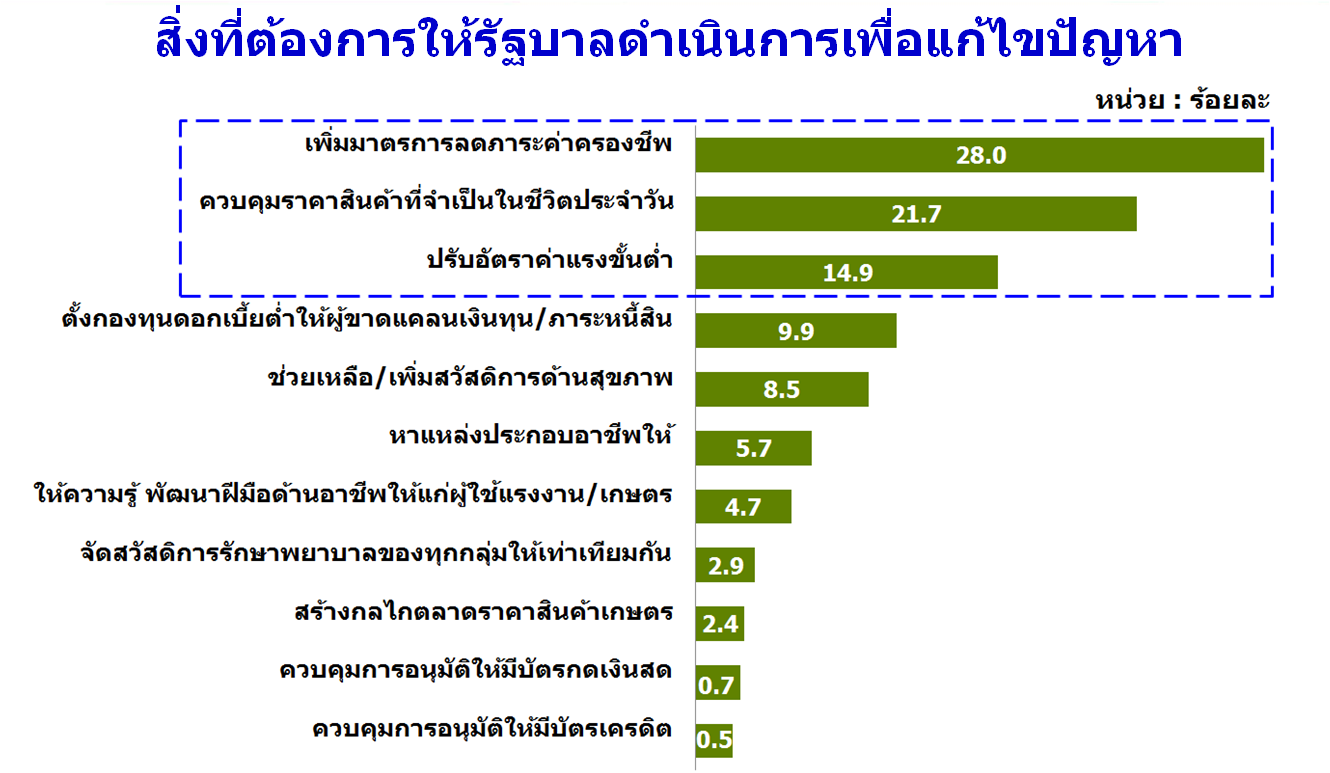 สิ่งที่ต้องการให้รัฐบาลดำเนินการเพื่อแก้ไขปัญหา
หน่วย : ร้อยละ
เพิ่มมาตรการลดภาระค่าครองชีพ 28.0
ควบคุมราคาสินค้าที่จำเป็นในชีวิตประจำวัน 21.7
ปรับอัตราค่าแรงขั้นต่ำ 14.9
ตั้งกองทุนดอกเบี้ยต่ำให้ผู้ขาดแคลนเงินทุน/ภาระหนี้สิน 9.9
ช่วยเหลือ/เพิ่มสวัสดิการด้านสุขภาพ 8.5
หาแหล่งประกอบอาชีพให้ 5.7
ให้ความรู้ พัฒนาฝีมือด้านอาชีพให้แก่ผู้ใช้แรงงาน/เกษตร 4.7
จัดสวัสดิการรักษาพยาบาลของทุกกลุ่มให้เท่าเทียมกัน 2.9
สร้างกลไกตลาดราคาสินค้าเกษตร 2.4
ควบคุมการอนุมัติให้มีบัตรกดเงินสด 0.7
ควบคุมการอนุมัติให้มีบัตรเครดิต 0.5